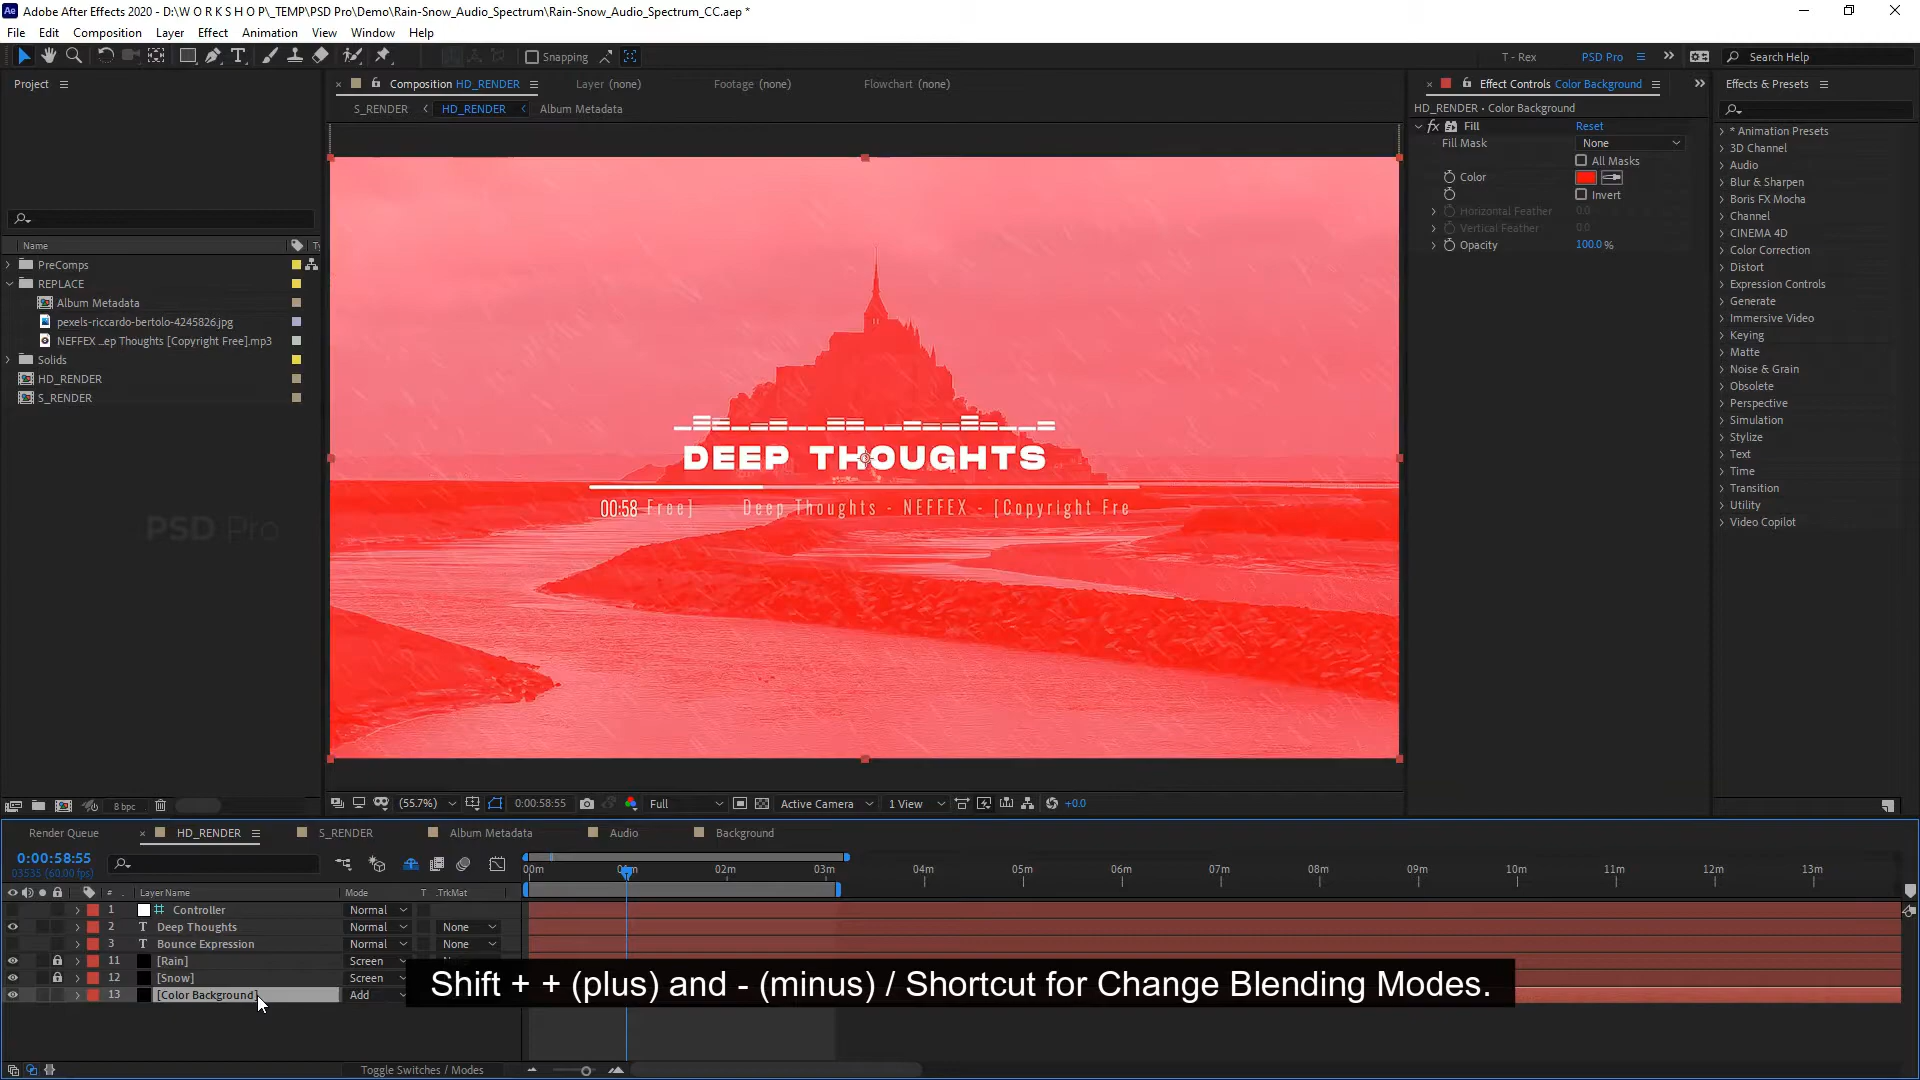 Adobe After Effects 2020 - D:\W O R K S H O P\_TEMP\PSD Pro\Demo\Rain-Snow_Audio_Spectrum\Rain-Snow_Audio_Spectrum_CC.aep *
File Edit Composition Layer Effect Animation View Window Help
Snapping T - Rex PSD Pro Search Help
Project Composition HD_RENDER Layer (none) Footage (none) Flowchart (none) Effect Controls Color Background Effects & Presets
S_RENDER HD_RENDER Album Metadata
HD_RENDER • Color Background
fx Fill Reset
Fill Mask None
All Masks
Color
Invert
Horizontal Feather 0.0
Vertical Feather 0.0
Opacity 100.0 %
* Animation Presets
3D Channel
Audio
Blur & Sharpen
Boris FX Mocha
Channel
CINEMA 4D
Color Correction
Distort
Expression Controls
Generate
Immersive Video
Keying
Matte
Noise & Grain
Obsolete
Perspective
Simulation
Stylize
Text
Time
Transition
Utility
Video Copilot
Name Ty
PreComps
REPLACE
Album Metadata
pexels-riccardo-bertolo-4245826.jpg
NEFFEX ...ep Thoughts [Copyright Free].mp3
Solids
HD_RENDER
S_RENDER
PSD Pro
DEEP THOUGHTS
00:58 Free] Deep Thoughts - NEFFEX - [Copyright Fre
8 bpc
(55.7%) 0:00:58:55 Full Active Camera 1 View +0.0
Render Queue HD_RENDER S_RENDER Album Metadata Audio Background
0:00:58:55
03535 (60.00 fps)
00m 02m 03m 04m 05m 06m 07m 08m 09m 10m 11m 12m 13m
# Layer Name Mode T .TrkMat
1 Controller Normal
2 T Deep Thoughts Normal None
3 T Bounce Expression Normal None
11 [Rain] Screen
12 [Snow] Screen
13 [Color Background] Add
Shift + + (plus) and - (minus) / Shortcut for Change Blending Modes.
Toggle Switches / Modes